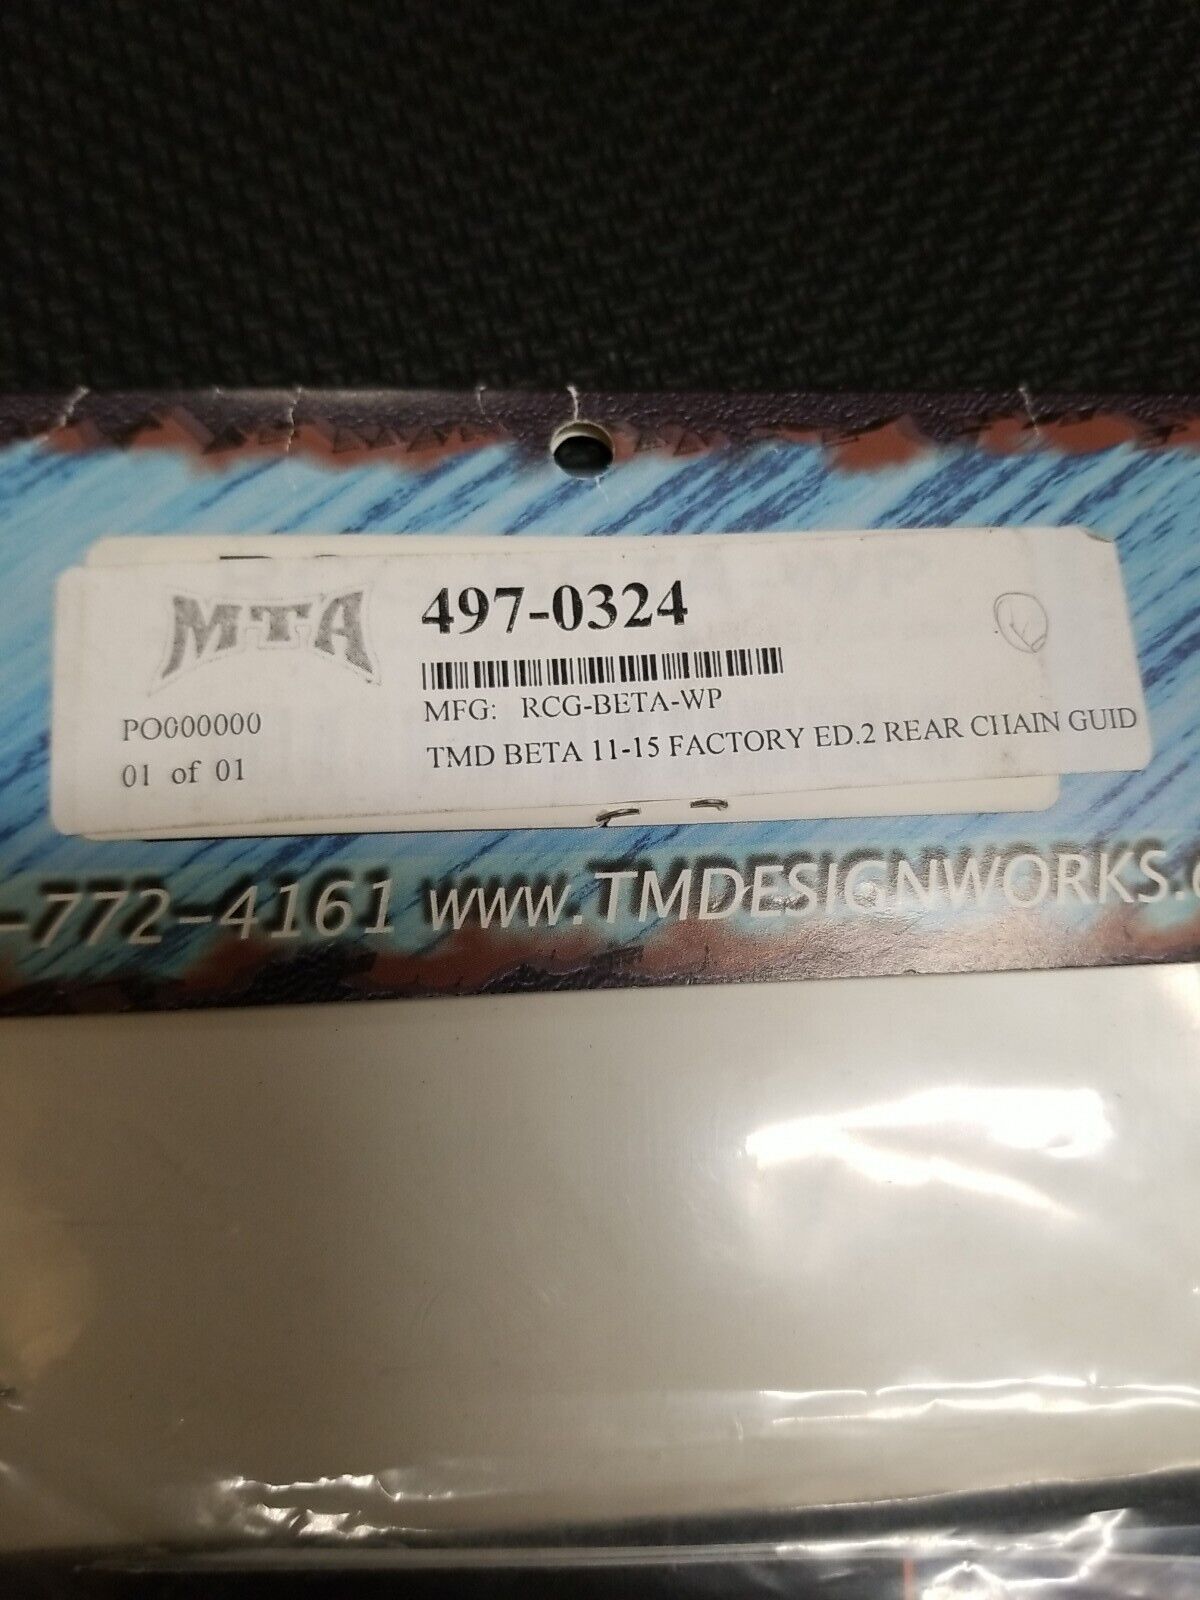 MTA
497-0324
MFG: RCG-BETA-WP
PO000000
01 of 01
TMD BETA 11-15 FACTORY ED.2 REAR CHAIN GUID
-772-4161 WWW.TMDESIGNWORKS.